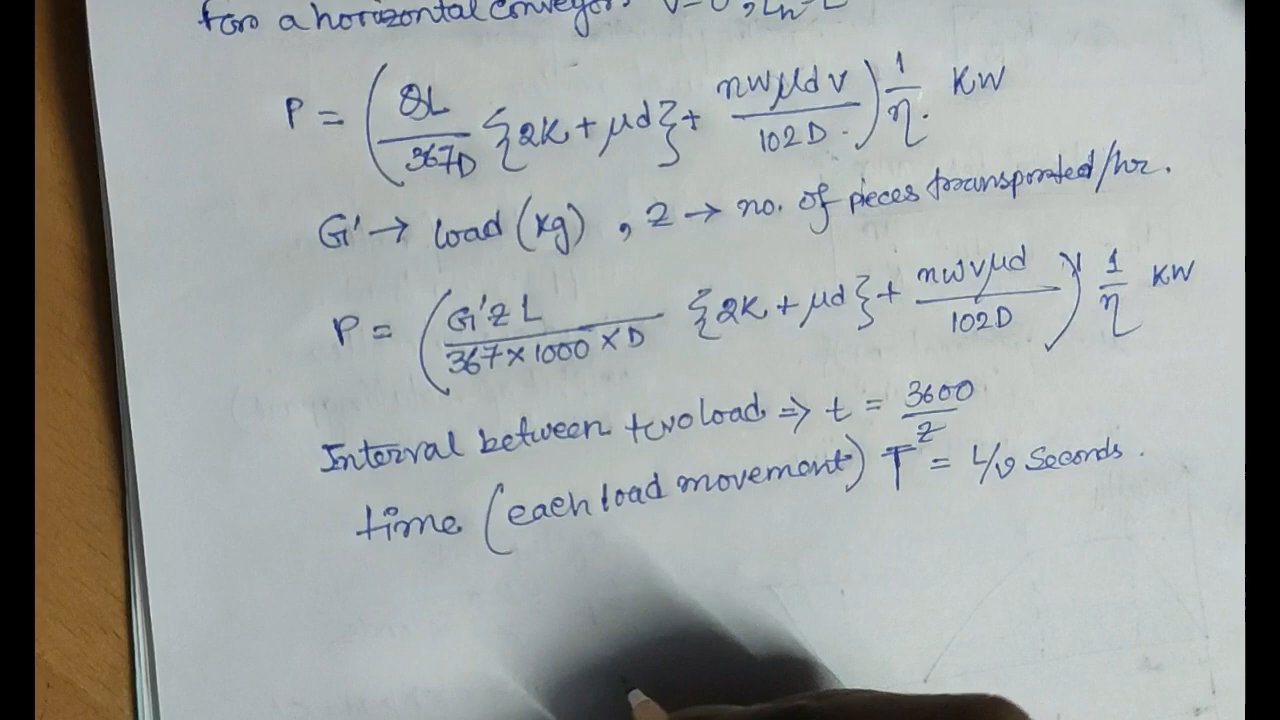 for a horizontal conveyor.
P = (QL/367D {2K + μd} + nwμdv/102D.) 1/η. KW
G' → load (kg), Z → no. of pieces transported/hr.
P = (G'ZL/367×1000×D {2K + μd} + nwvμd/102D) 1/η KW
Interval between two load ⇒ t = 3600/Z
time (each load movement) T = L/v Seconds.